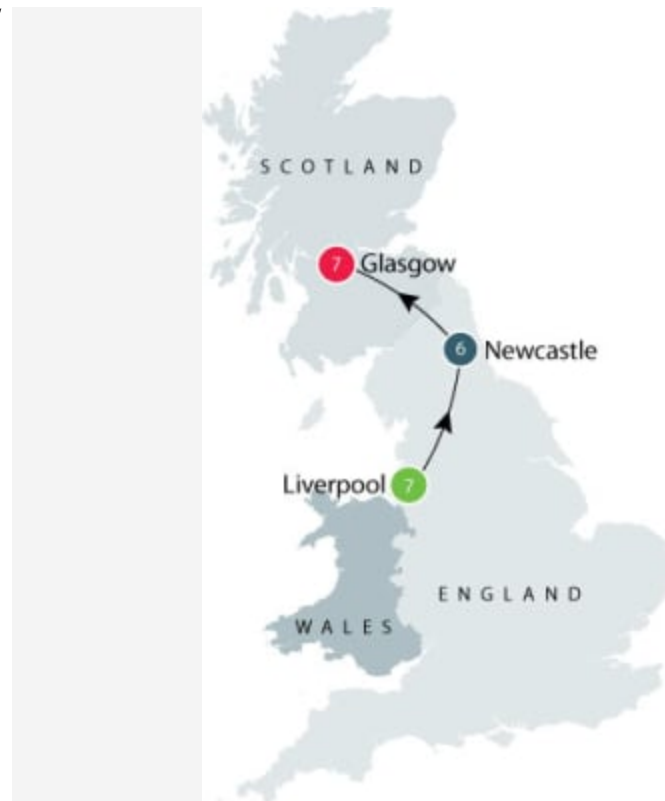 SCOTLAND
7 Glasgow
6 Newcastle
Liverpool 7
ENGLAND
WALES